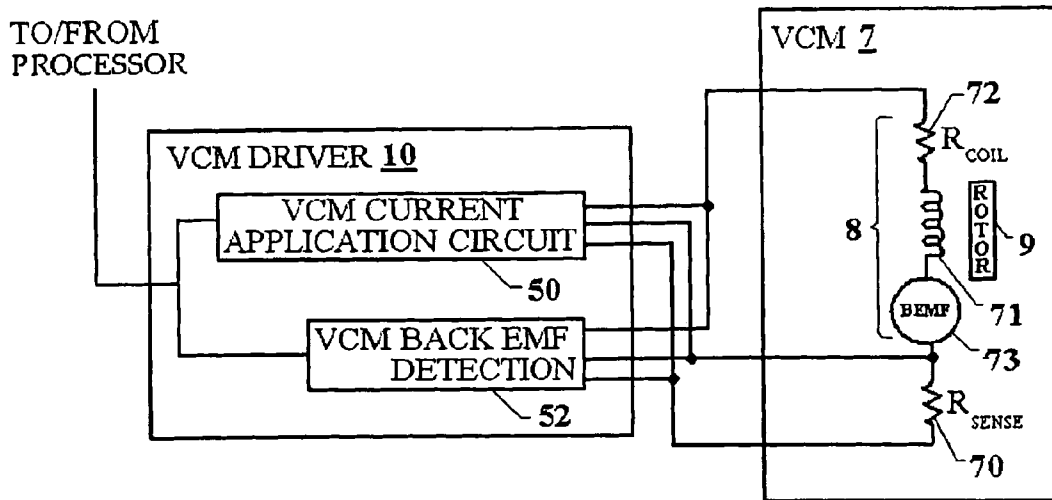 TO/FROM
PROCESSOR
VCM 7
72
R COIL
VCM DRIVER 10
VCM CURRENT
APPLICATION CIRCUIT
8
ROTOR
9
50
71
BEMF
VCM BACK EMF
DETECTION
73
52
R SENSE
70